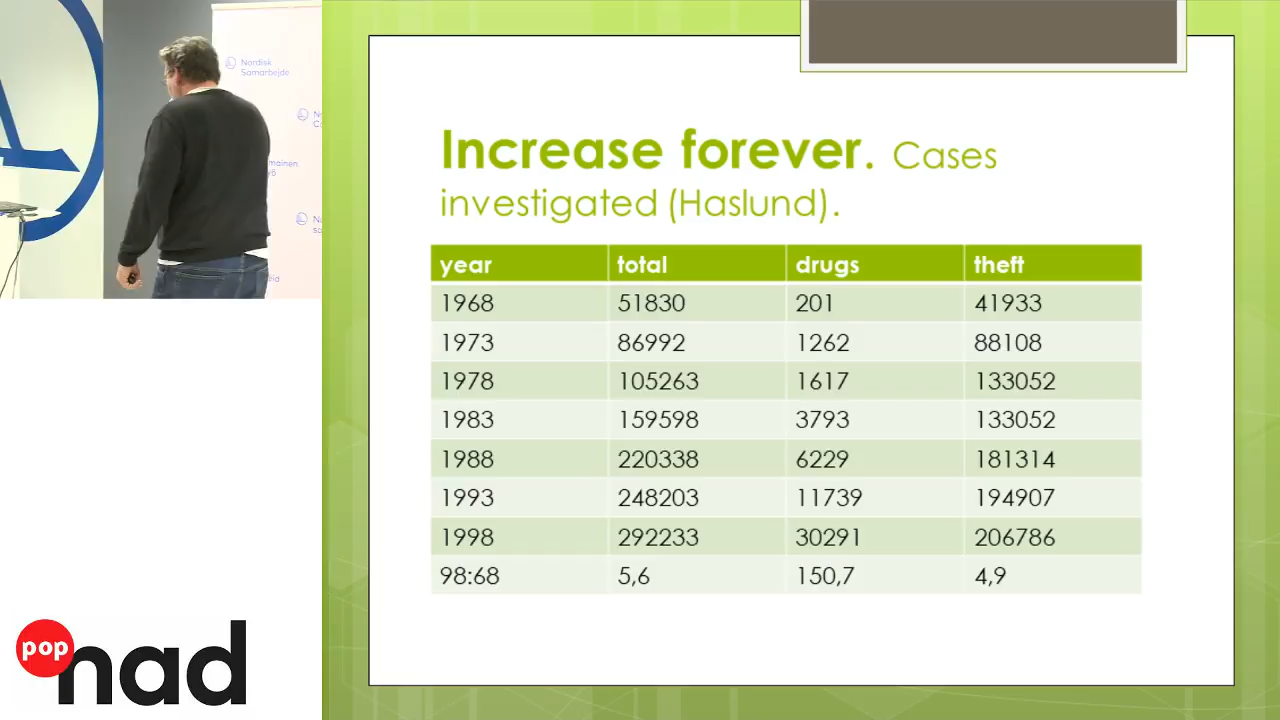 Nordisk
Samarbejde
Increase forever. Cases
investigated (Haslund).
year total drugs theft
1968 51830 201 41933
1973 86992 1262 88108
1978 105263 1617 133052
1983 159598 3793 133052
1988 220338 6229 181314
1993 248203 11739 194907
1998 292233 30291 206786
98:68 5,6 150,7 4,9
pop
nad